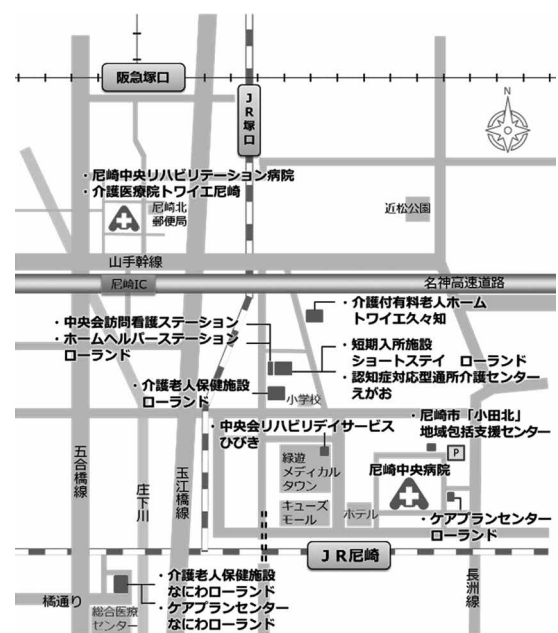 阪急塚口
JR塚口
N
・尼崎中央リハビリテーション病院
・介護医療院トワイエ尼崎
尼崎北
郵便局
近松公園
山手幹線
尼崎IC
名神高速道路
・介護付有料老人ホーム
トワイエ久々知
・中央会訪問看護ステーション
・ホームヘルパーステーション
ローランド
・短期入所施設
ショートステイ ローランド
・認知症対応型通所介護センター
えがお
・介護老人保健施設
ローランド
小学校
・中央会リハビリデイサービス
ひびき
・尼崎市「小田北」
地域包括支援センター
P
五合橋線
庄下川
玉江橋線
緑遊
メディカル
タウン
尼崎中央病院
キューズ
モール
ホテル
・ケアプランセンター
ローランド
JR尼崎
長洲線
橘通り
総合医療
センター
・介護老人保健施設
なにわローランド
・ケアプランセンター
なにわローランド